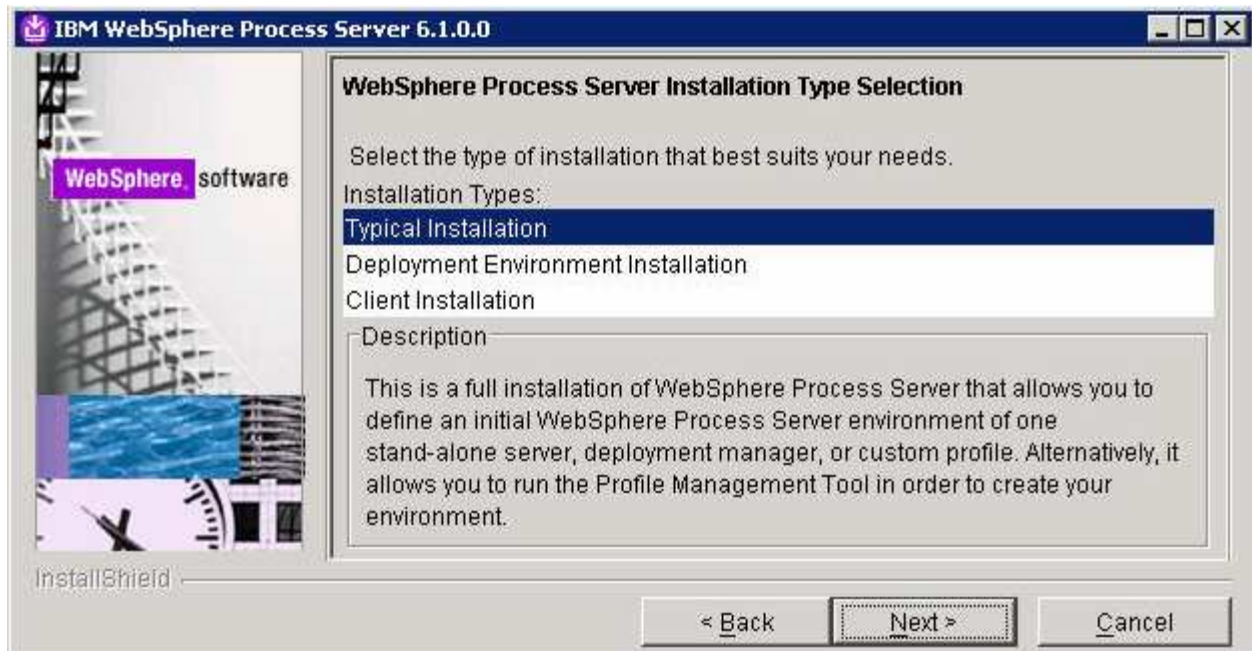 IBM WebSphere Process Server 6.1.0.0
WebSphere Process Server Installation Type Selection
WebSphere. software
Select the type of installation that best suits your needs.
Installation Types:
Typical Installation
Deployment Environment Installation
Client Installation
Description
This is a full installation of WebSphere Process Server that allows you to
define an initial WebSphere Process Server environment of one
stand-alone server, deployment manager, or custom profile. Alternatively, it
allows you to run the Profile Management Tool in order to create your
environment.
InstallShield
< Back
Next >
Cancel